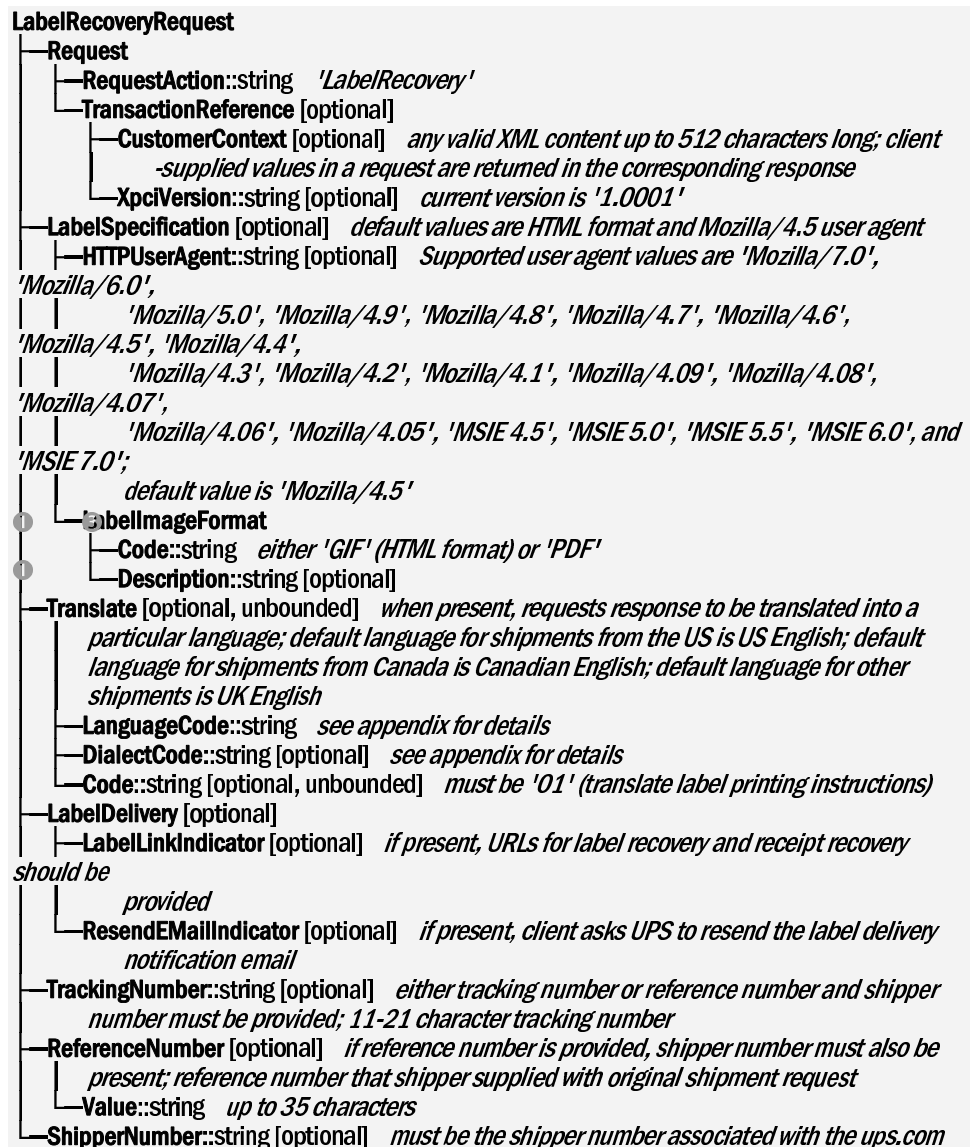 LabelRecoveryRequest
├─Request
│ ├─RequestAction::string 'LabelRecovery'
│ └─TransactionReference [optional]
│ ├─CustomerContext [optional] any valid XML content up to 512 characters long; client
│ │ -supplied values in a request are returned in the corresponding response
│ └─XpciVersion::string [optional] current version is '1.0001'
├─LabelSpecification [optional] default values are HTML format and Mozilla/4.5 user agent
│ ├─HTTPUserAgent::string [optional] Supported user agent values are 'Mozilla/7.0',
'Mozilla/6.0',
│ │ 'Mozilla/5.0', 'Mozilla/4.9', 'Mozilla/4.8', 'Mozilla/4.7', 'Mozilla/4.6',
'Mozilla/4.5', 'Mozilla/4.4',
│ │ 'Mozilla/4.3', 'Mozilla/4.2', 'Mozilla/4.1', 'Mozilla/4.09', 'Mozilla/4.08',
'Mozilla/4.07',
│ │ 'Mozilla/4.06', 'Mozilla/4.05', 'MSIE 4.5', 'MSIE 5.0', 'MSIE 5.5', 'MSIE 6.0', and
'MSIE 7.0';
│ │ default value is 'Mozilla/4.5'
│ └─LabelImageFormat
│ ├─Code::string either 'GIF' (HTML format) or 'PDF'
│ └─Description::string [optional]
├─Translate [optional, unbounded] when present, requests response to be translated into a
│ │ particular language; default language for shipments from the US is US English; default
│ │ language for shipments from Canada is Canadian English; default language for other
│ │ shipments is UK English
│ ├─LanguageCode::string see appendix for details
│ ├─DialectCode::string [optional] see appendix for details
│ └─Code::string [optional, unbounded] must be '01' (translate label printing instructions)
├─LabelDelivery [optional]
│ ├─LabelLinkIndicator [optional] if present, URLs for label recovery and receipt recovery
should be
│ │ provided
│ └─ResendEMailIndicator [optional] if present, client asks UPS to resend the label delivery
│ notification email
├─TrackingNumber::string [optional] either tracking number or reference number and shipper
│ number must be provided; 11-21 character tracking number
├─ReferenceNumber [optional] if reference number is provided, shipper number must also be
│ │ present; reference number that shipper supplied with original shipment request
│ └─Value::string up to 35 characters
└─ShipperNumber::string [optional] must be the shipper number associated with the ups.com